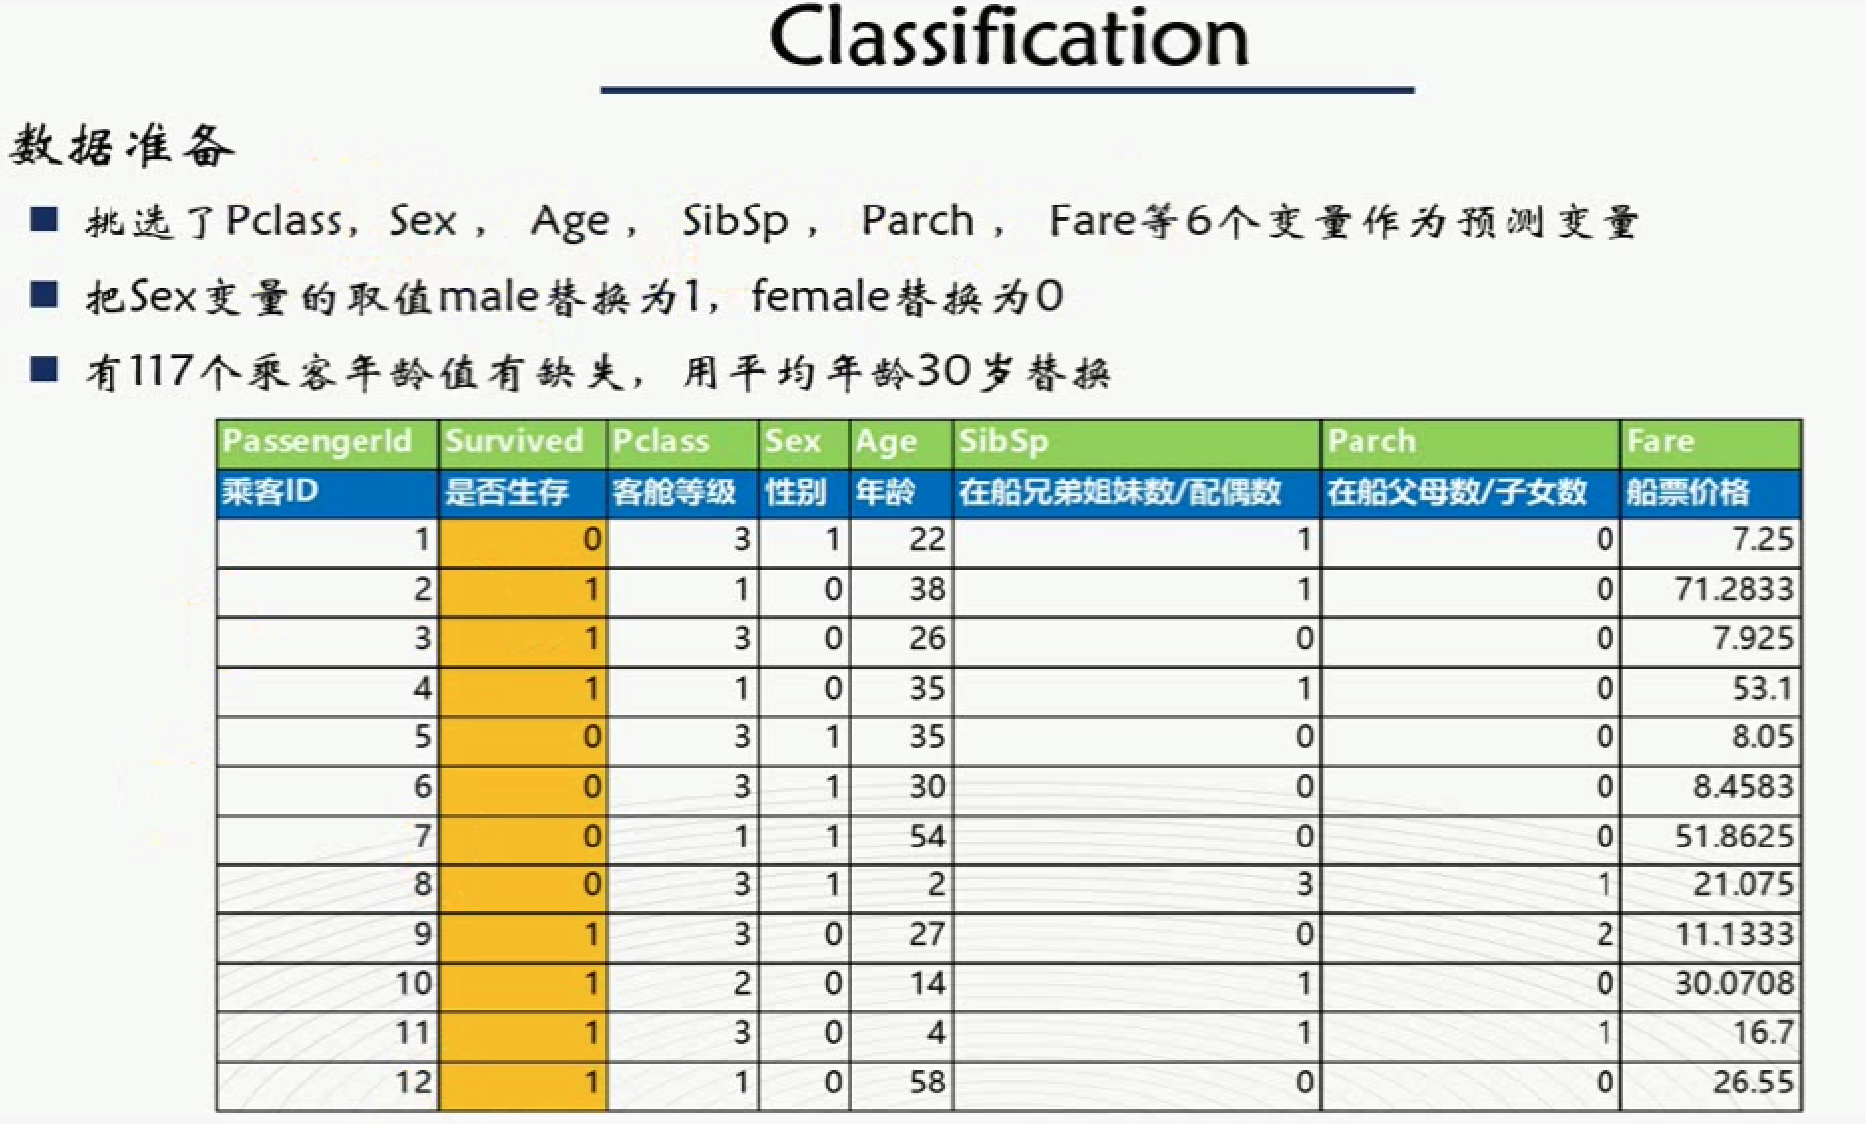 Classification
数据准备
挑选了Pclass, Sex , Age , SibSp , Parch , Fare等6个变量作为预测变量
把Sex变量的取值male替换为1, female替换为0
有117个乘客年龄值有缺失, 用平均年龄30岁替换
PassengerId Survived Pclass Sex Age SibSp Parch Fare
乘客ID 是否生存 客舱等级 性别 年龄 在船兄弟姐妹数/配偶数 在船父母数/子女数 船票价格
1 0 3 1 22 1 0 7.25
2 1 1 0 38 1 0 71.2833
3 1 3 0 26 0 0 7.925
4 1 1 0 35 1 0 53.1
5 0 3 1 35 0 0 8.05
6 0 3 1 30 0 0 8.4583
7 0 1 1 54 0 0 51.8625
8 0 3 1 2 3 1 21.075
9 1 3 0 27 0 2 11.1333
10 1 2 0 14 1 0 30.0708
11 1 3 0 4 1 1 16.7
12 1 1 0 58 0 0 26.55